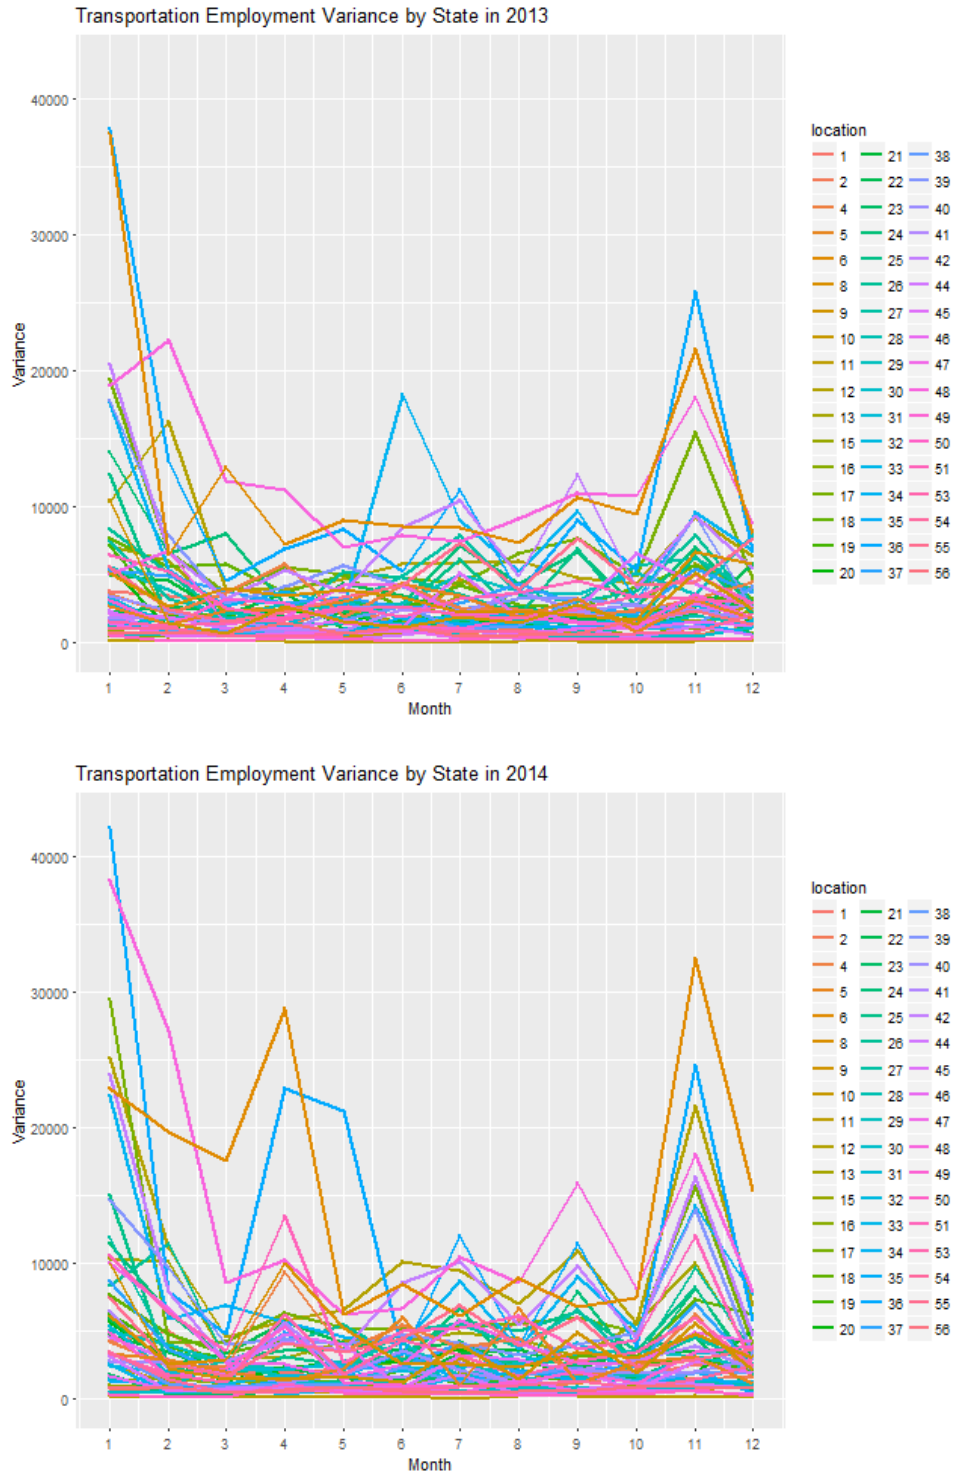 Transportation Employment Variance by State in 2013
40000
30000
20000
10000
0
Variance
1 2 3 4 5 6 7 8 9 10 11 12
Month
location
1 21 38
2 22 39
4 23 40
5 24 41
6 25 42
8 26 44
9 27 45
10 28 46
11 29 47
12 30 48
13 31 49
15 32 50
16 33 51
17 34 53
18 35 54
19 36 55
20 37 56
Transportation Employment Variance by State in 2014
40000
30000
20000
10000
0
Variance
1 2 3 4 5 6 7 8 9 10 11 12
Month
location
1 21 38
2 22 39
4 23 40
5 24 41
6 25 42
8 26 44
9 27 45
10 28 46
11 29 47
12 30 48
13 31 49
15 32 50
16 33 51
17 34 53
18 35 54
19 36 55
20 37 56